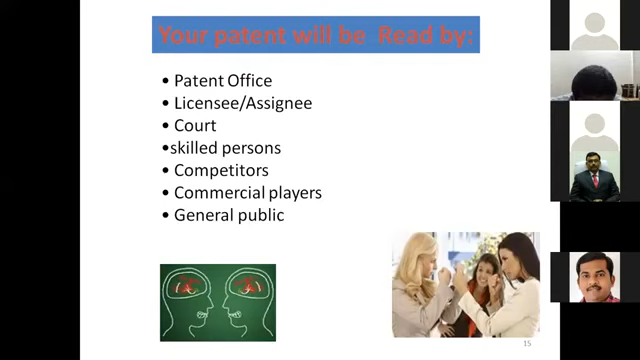 Your patent will be Read by:
• Patent Office
• Licensee/Assignee
• Court
•skilled persons
• Competitors
• Commercial players
• General public
15